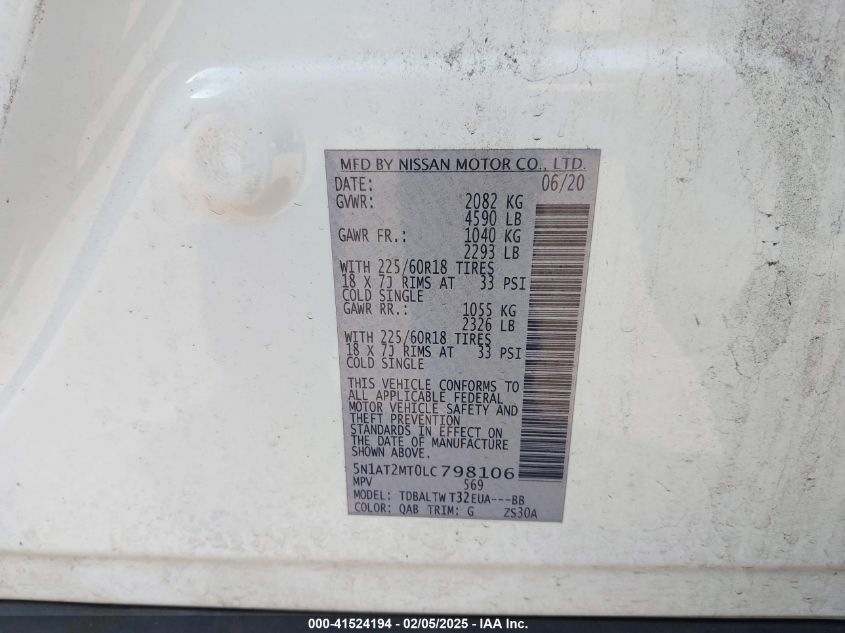 MFD BY NISSAN MOTOR CO., LTD.
DATE: 06/20
GVWR: 2082 KG
4590 LB
GAWR FR.: 1040 KG
2293 LB
WITH 225/60R18 TIRES
18 X 7J RIMS AT 33 PSI
COLD SINGLE
GAWR RR.: 1055 KG
2326 LB
WITH 225/60R18 TIRES
18 X 7J RIMS AT 33 PSI
COLD SINGLE
THIS VEHICLE CONFORMS TO
ALL APPLICABLE FEDERAL
MOTOR VEHICLE SAFETY AND
THEFT PREVENTION
STANDARDS IN EFFECT ON
THE DATE OF MANUFACTURE
SHOWN ABOVE.
5N1AT2MT0LC798106
MPV 569
MODEL: TDBALTW T32EUA---BB
COLOR: QAB TRIM: G ZS30A
000-41524194 - 02/05/2025 - IAA Inc.